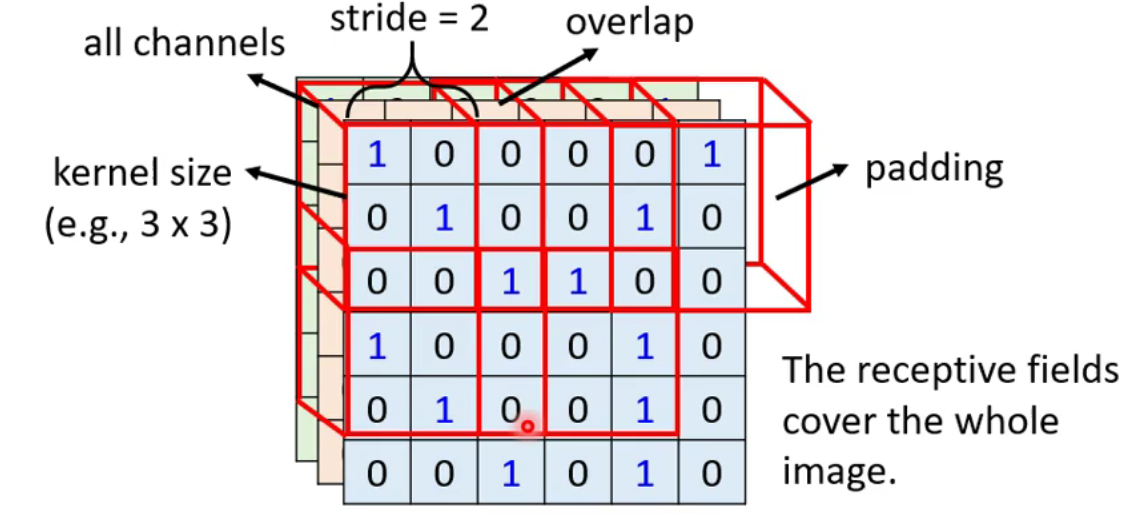 stride = 2
overlap
all channels
kernel size
(e.g., 3 x 3)
padding
1 0 0 0 0 1
0 1 0 0 1 0
0 0 1 1 0 0
1 0 0 0 1 0
0 1 0 0 1 0
0 0 1 0 1 0
The receptive fields
cover the whole
image.